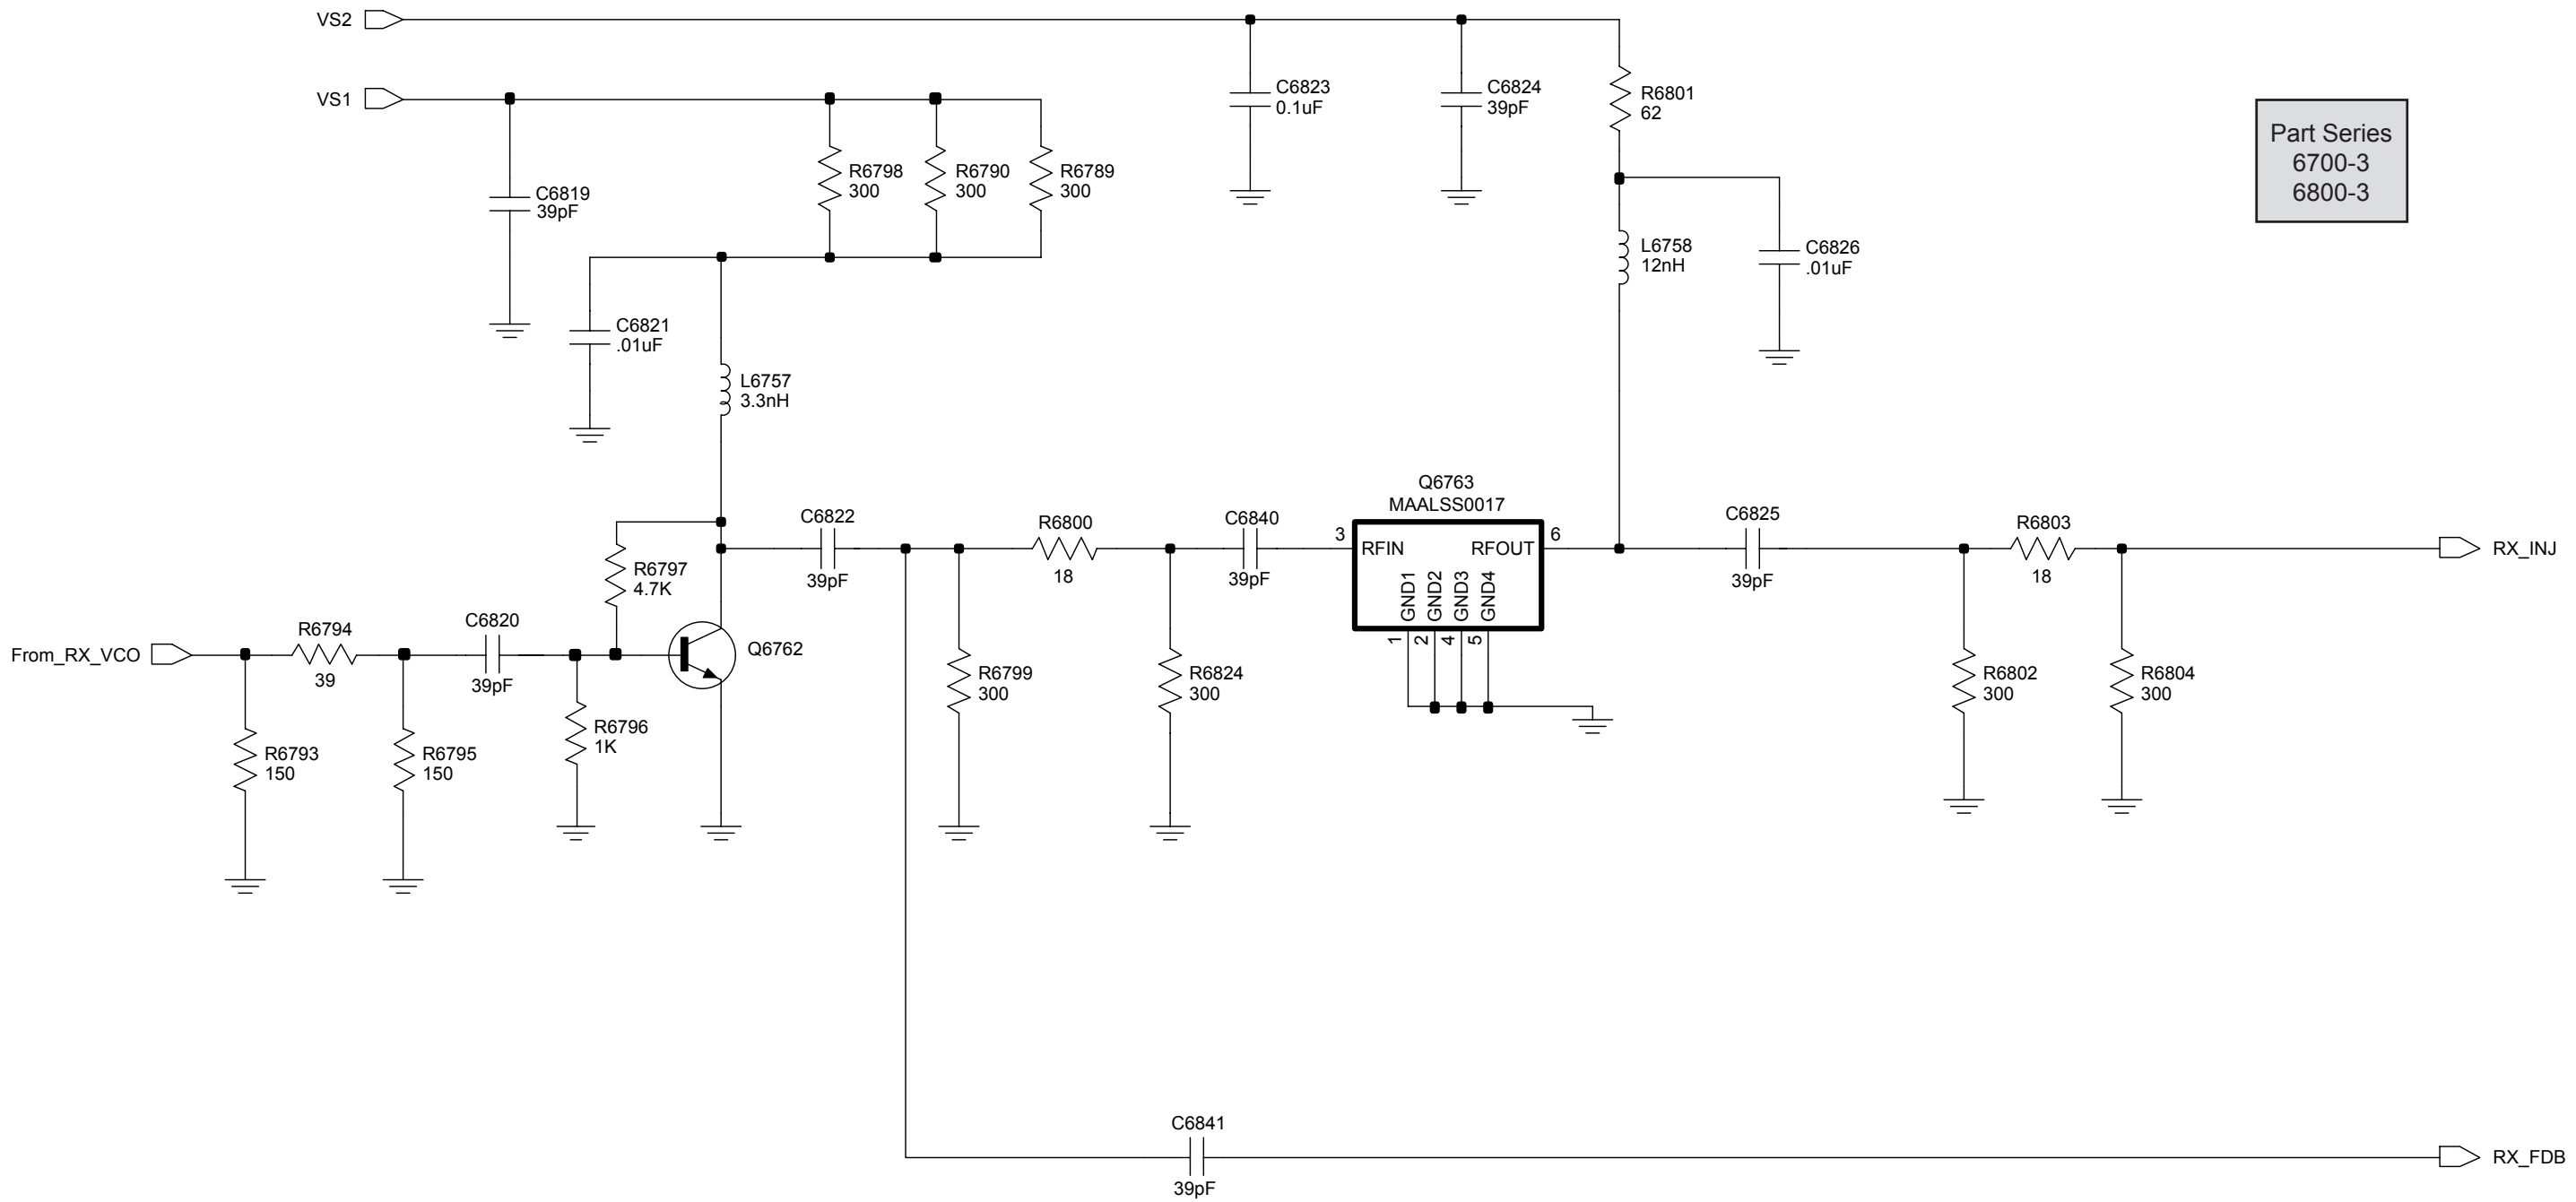 VS2
VS1
C6823
0.1uF
C6824
39pF
R6801
62
Part Series
6700-3
6800-3
C6819
39pF
R6798
300
R6790
300
R6789
300
L6758
12nH
C6826
.01uF
C6821
.01uF
L6757
3.3nH
Q6763
MAALSS0017
C6822
39pF
R6800
18
C6840
39pF
3
RFIN
RFOUT
6
GND1
GND2
GND3
GND4
1
2
4
5
C6825
39pF
R6803
18
RX_INJ
R6797
4.7K
From_RX_VCO
R6794
39
C6820
39pF
Q6762
R6799
300
R6824
300
R6802
300
R6804
300
R6793
150
R6795
150
R6796
1K
C6841
39pF
RX_FDB